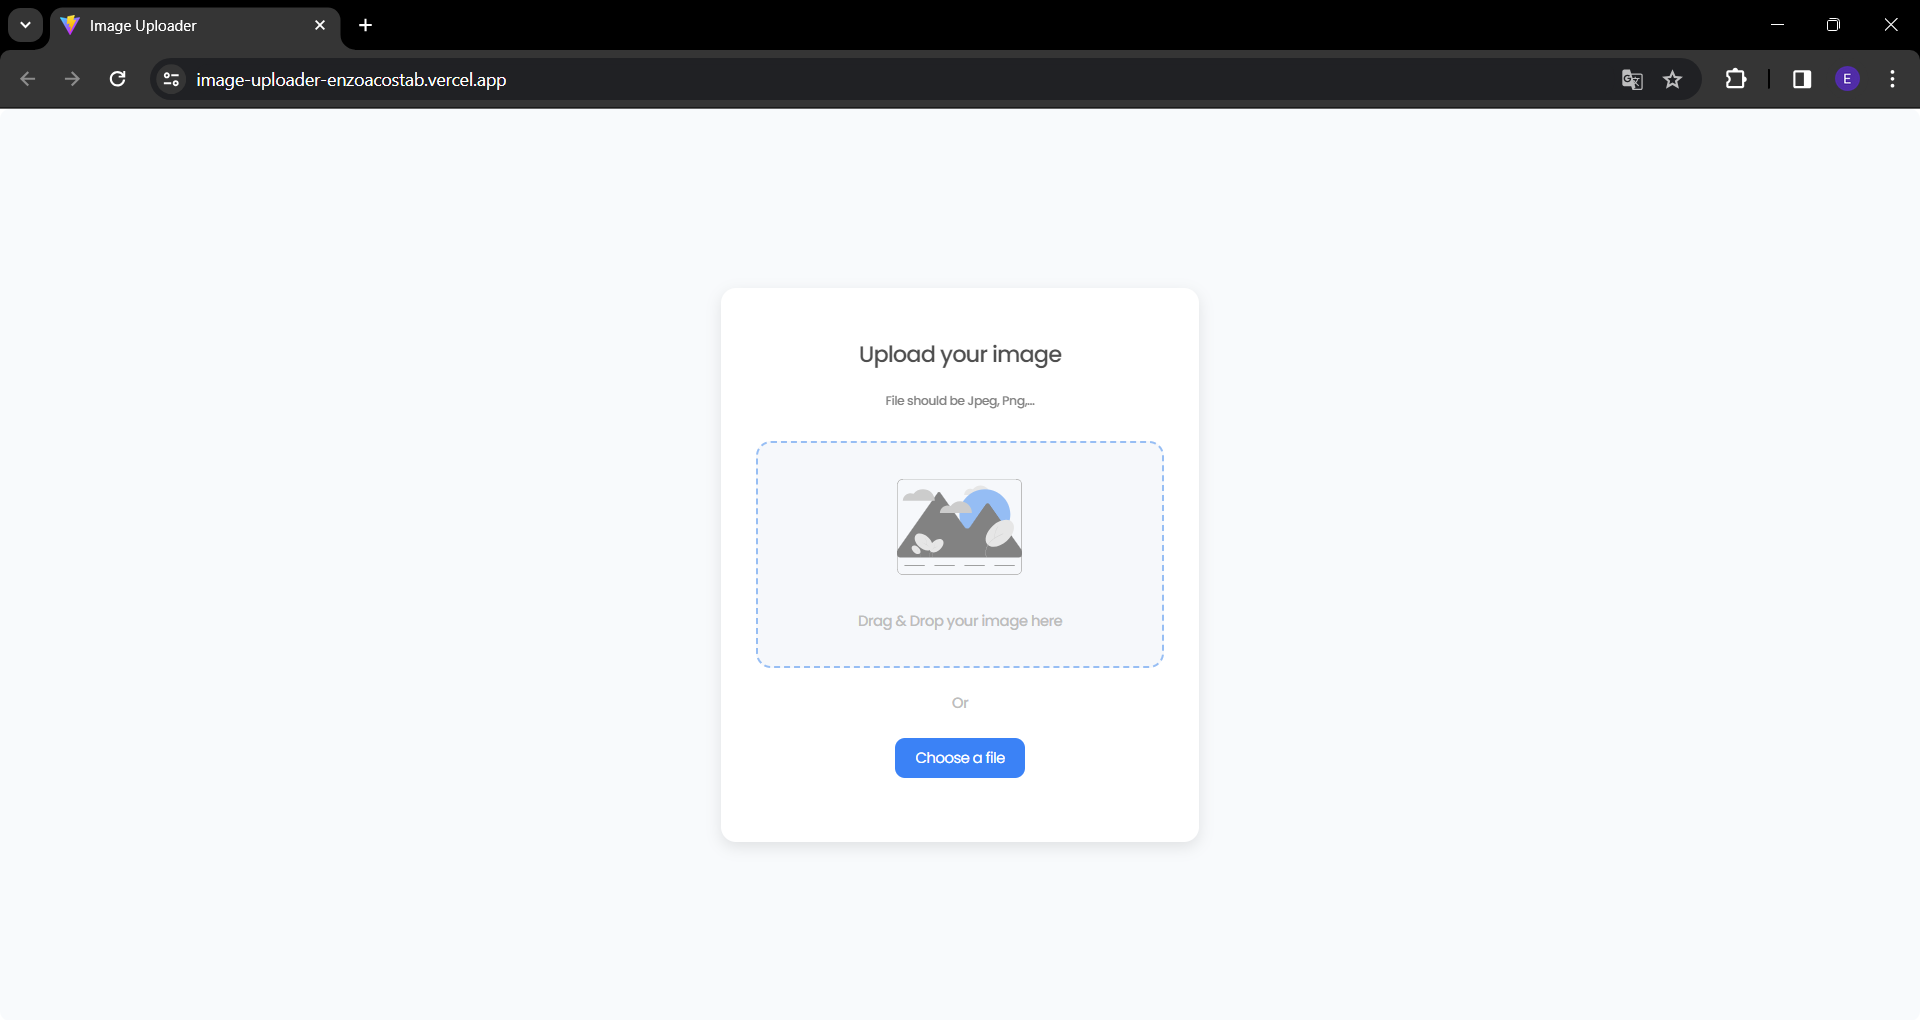 Image Uploader
image-uploader-enzoacostab.vercel.app
E
Upload your image
File should be Jpeg, Png,...
Drag & Drop your image here
Or
Choose a file